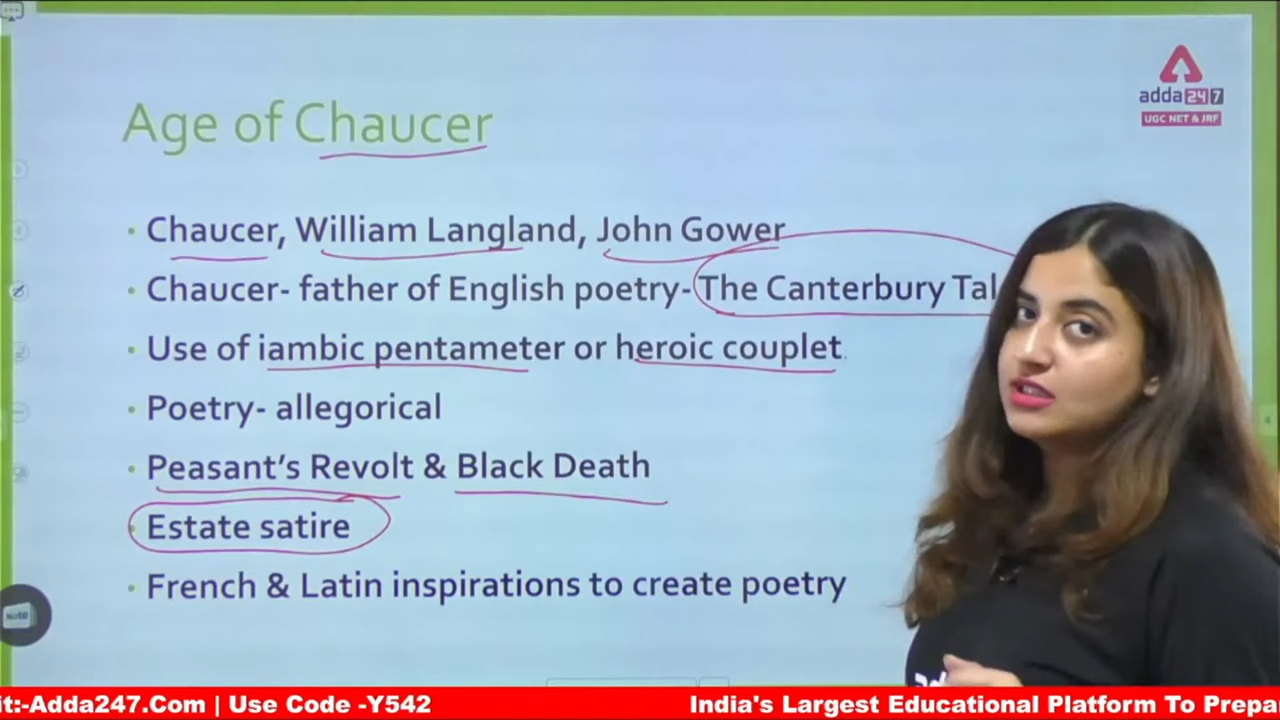 adda247
UGC NET & JRF
Age of Chaucer
• Chaucer, William Langland, John Gower
• Chaucer- father of English poetry- The Canterbury Tal
• Use of iambic pentameter or heroic couplet.
• Poetry- allegorical
• Peasant's Revolt & Black Death
• Estate satire
• French & Latin inspirations to create poetry
Note
it:-Adda247.Com | Use Code -Y542 India's Largest Educational Platform To Prepa